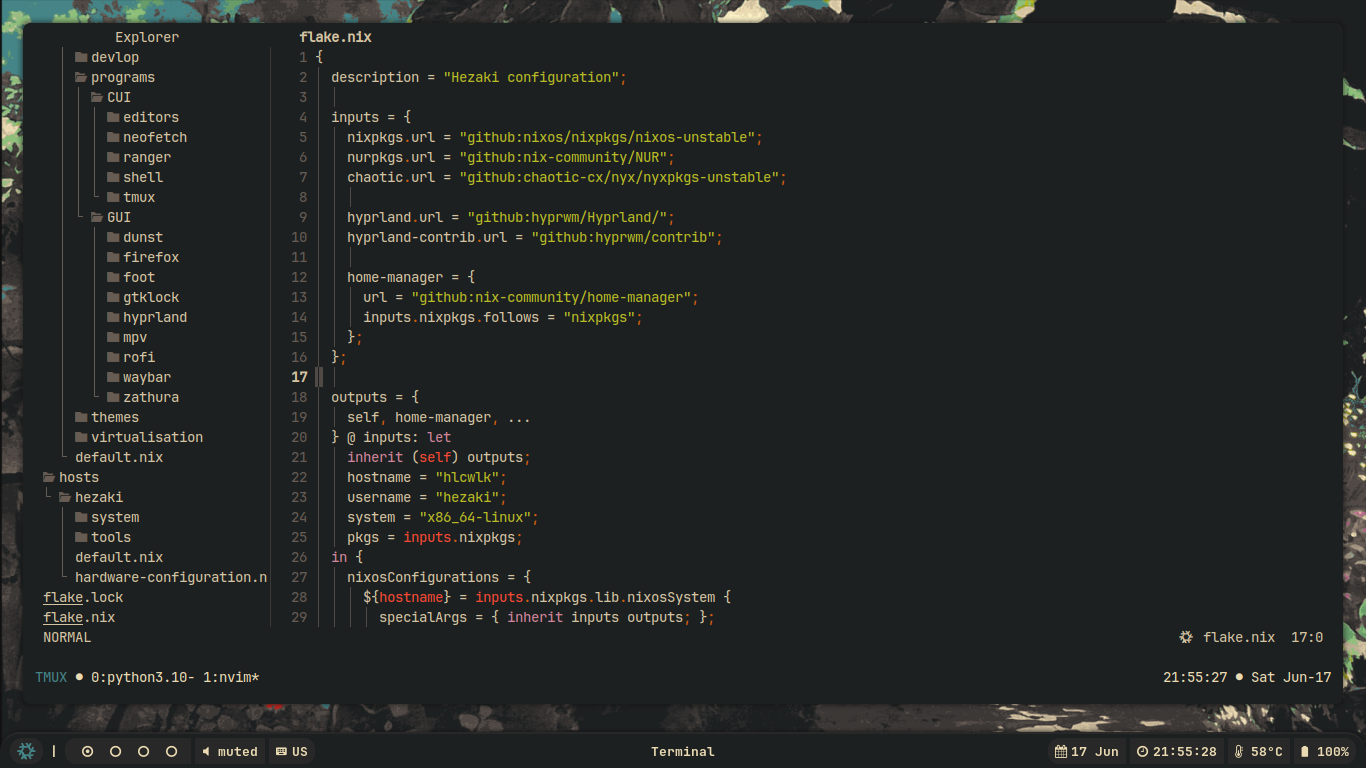 Explorer
devlop
programs
CUI
editors
neofetch
ranger
shell
tmux
GUI
dunst
firefox
foot
gtklock
hyprland
mpv
rofi
waybar
zathura
themes
virtualisation
default.nix
hosts
hezaki
system
tools
default.nix
hardware-configuration.n
flake.lock
flake.nix
flake.nix
1 {
2 description = "Hezaki configuration";
3
4 inputs = {
5 nixpkgs.url = "github:nixos/nixpkgs/nixos-unstable";
6 nurpkgs.url = "github:nix-community/NUR";
7 chaotic.url = "github:chaotic-cx/nyx/nyxpkgs-unstable";
8
9 hyprland.url = "github:hyprwm/Hyprland/";
10 hyprland-contrib.url = "github:hyprwm/contrib";
11
12 home-manager = {
13 url = "github:nix-community/home-manager";
14 inputs.nixpkgs.follows = "nixpkgs";
15 };
16 };
17
18 outputs = {
19 self, home-manager, ...
20 } @ inputs: let
21 inherit (self) outputs;
22 hostname = "hlcwlk";
23 username = "hezaki";
24 system = "x86_64-linux";
25 pkgs = inputs.nixpkgs;
26 in {
27 nixosConfigurations = {
28 ${hostname} = inputs.nixpkgs.lib.nixosSystem {
29 specialArgs = { inherit inputs outputs; };
NORMAL flake.nix 17:0
TMUX ● 0:python3.10- 1:nvim* 21:55:27 ● Sat Jun-17
| muted US Terminal 17 Jun 21:55:28 58°C 100%